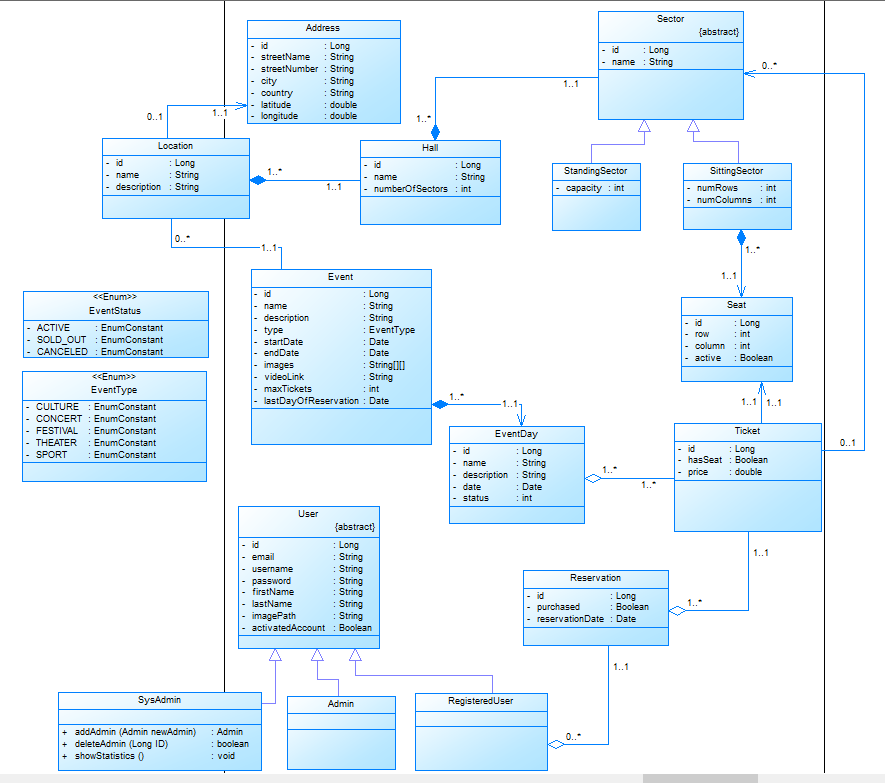 Address
- id : Long
- streetName : String
- streetNumber : String
- city : String
- country : String
- latitude : double
- longitude : double
Sector
{abstract}
- id : Long
- name : String
0..*
1..1
1..*
0..1
1..1
Location
- id : Long
- name : String
- description : String
1..*
1..1
Hall
- id : Long
- name : String
- numberOfSectors : int
StandingSector
- capacity : int
SittingSector
- numRows : int
- numColumns : int
1..*
1..1
0..*
1..1
Event
- id : Long
- name : String
- description : String
- type : EventType
- startDate : Date
- endDate : Date
- images : String[][]
- videoLink : String
- maxTickets : int
- lastDayOfReservation : Date
<<Enum>>
EventStatus
- ACTIVE : EnumConstant
- SOLD_OUT : EnumConstant
- CANCELED : EnumConstant
<<Enum>>
EventType
- CULTURE : EnumConstant
- CONCERT : EnumConstant
- FESTIVAL : EnumConstant
- THEATER : EnumConstant
- SPORT : EnumConstant
Seat
- id : Long
- row : int
- column : int
- active : Boolean
1..*
1..1
1..1
1..1
EventDay
- id : Long
- name : String
- description : String
- date : Date
- status : int
1..*
1..*
Ticket
- id : Long
- hasSeat : Boolean
- price : double
0..1
User
{abstract}
- id : Long
- email : String
- username : String
- password : String
- firstName : String
- lastName : String
- imagePath : String
- activatedAccount : Boolean
1..1
Reservation
- id : Long
- purchased : Boolean
- reservationDate : Date
1..*
1..1
SysAdmin
+ addAdmin (Admin newAdmin) : Admin
+ deleteAdmin (Long ID) : boolean
+ showStatistics () : void
Admin
RegisteredUser
0..*